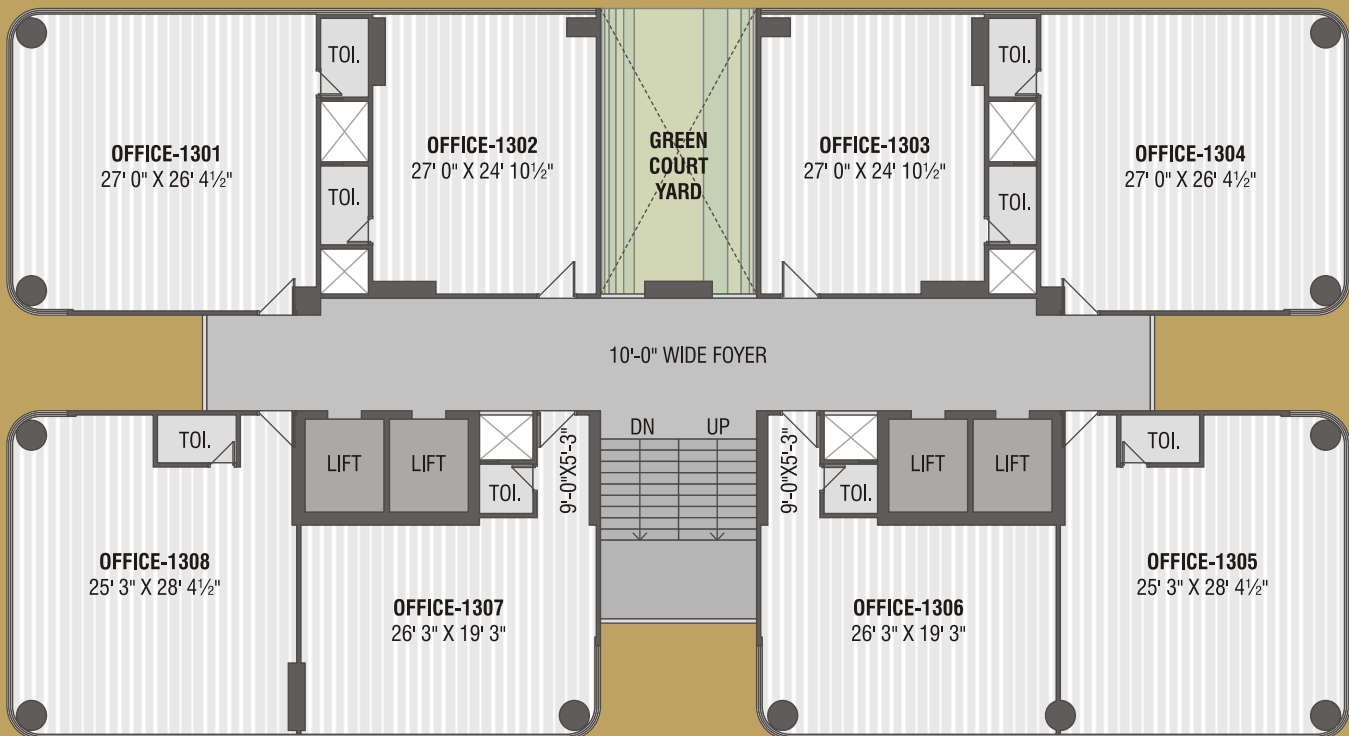 TOI.
TOI.
OFFICE-1301
27' 0" X 26' 4½"
OFFICE-1302
27' 0" X 24' 10½"
GREEN
COURT
YARD
OFFICE-1303
27' 0" X 24' 10½"
OFFICE-1304
27' 0" X 26' 4½"
TOI.
TOI.
10'-0" WIDE FOYER
TOI.
LIFT
LIFT
TOI.
9'-0"X5'-3"
DN
UP
9'-0"X5'-3"
TOI.
LIFT
LIFT
TOI.
OFFICE-1308
25' 3" X 28' 4½"
OFFICE-1307
26' 3" X 19' 3"
OFFICE-1306
26' 3" X 19' 3"
OFFICE-1305
25' 3" X 28' 4½"